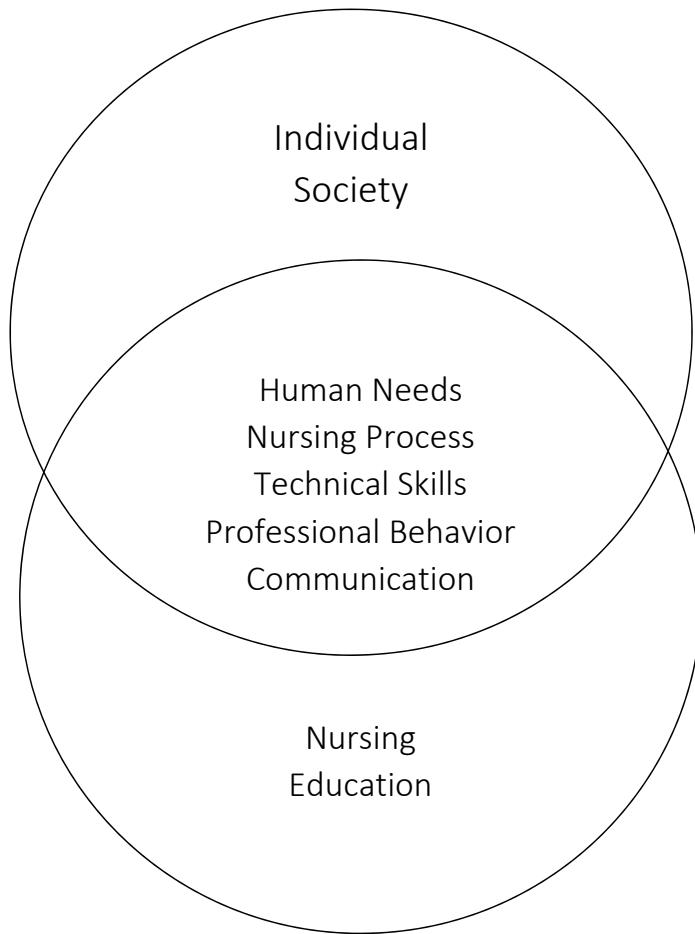 Individual
Society
Human Needs
Nursing Process
Technical Skills
Professional Behavior
Communication
Nursing
Education